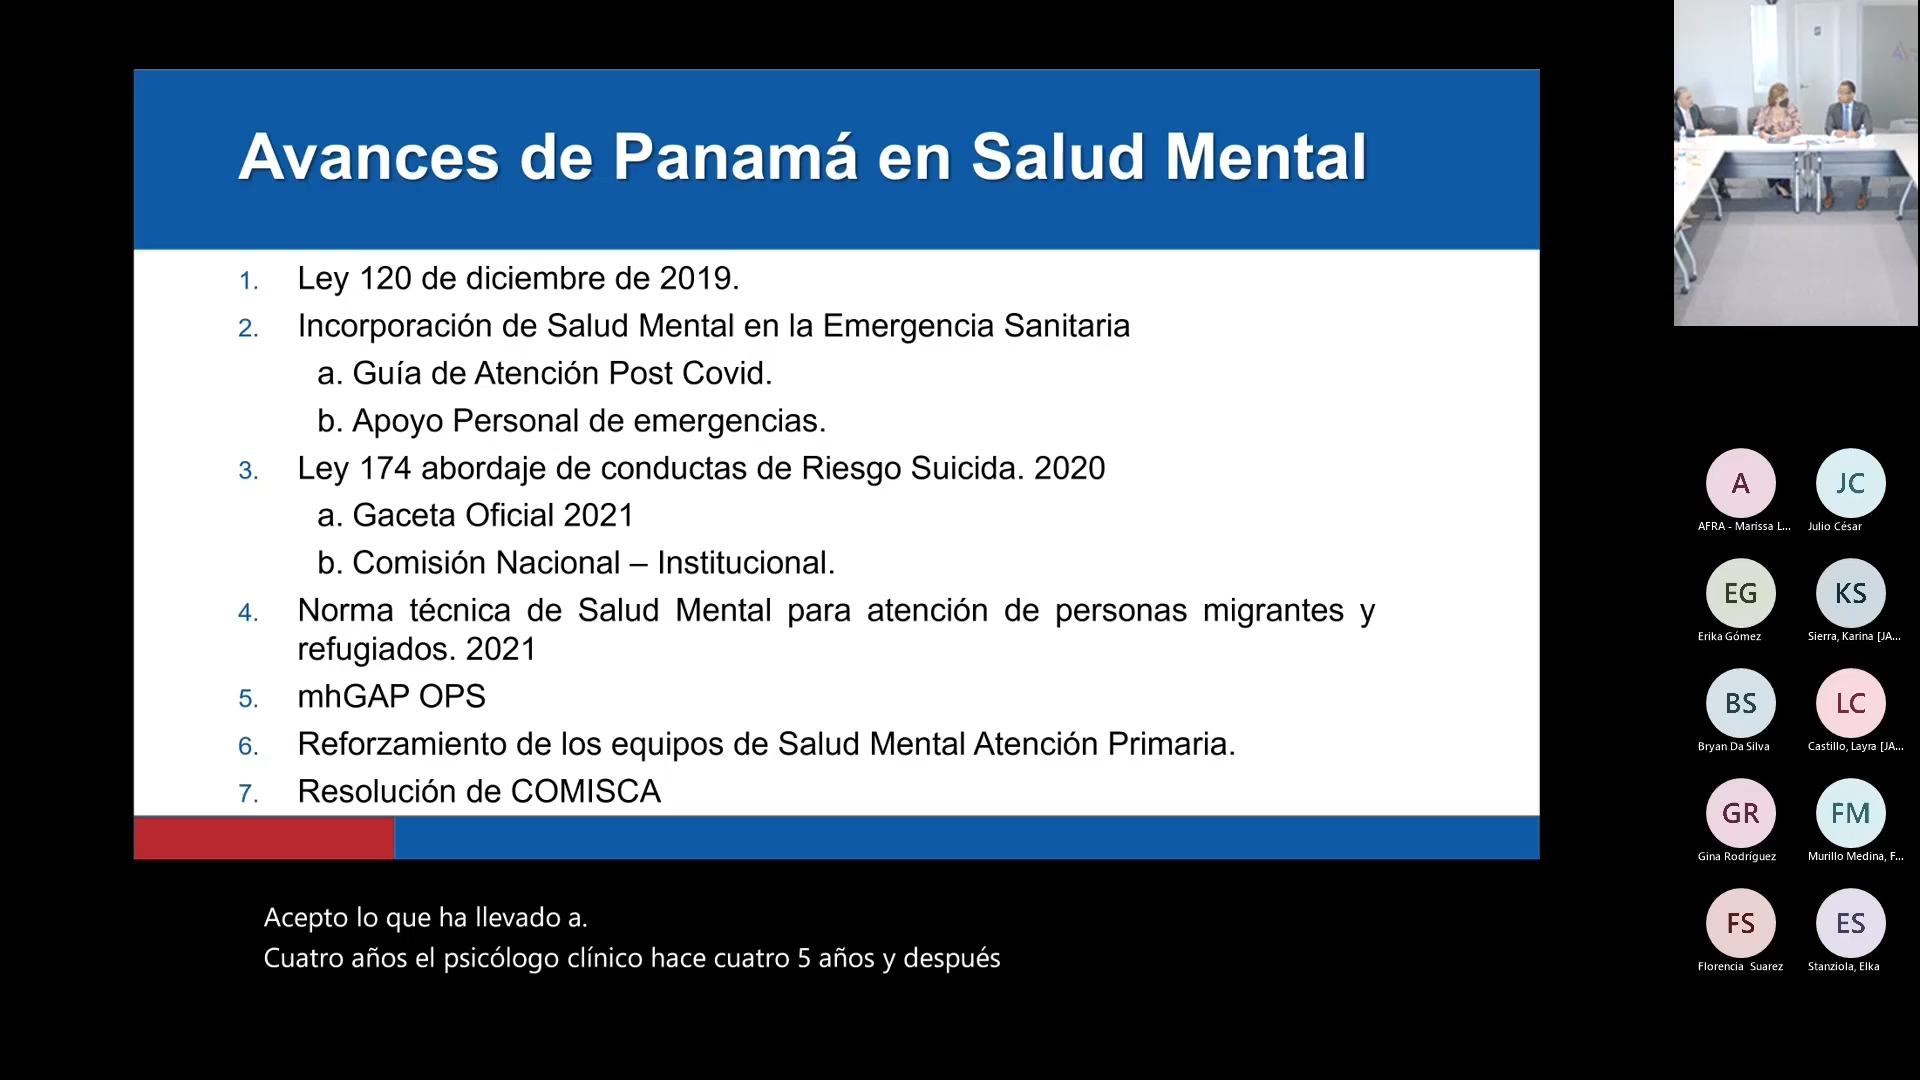 Avances de Panamá en Salud Mental
1. Ley 120 de diciembre de 2019.
2. Incorporación de Salud Mental en la Emergencia Sanitaria
a. Guía de Atención Post Covid.
b. Apoyo Personal de emergencias.
3. Ley 174 abordaje de conductas de Riesgo Suicida. 2020
a. Gaceta Oficial 2021
b. Comisión Nacional – Institucional.
4. Norma técnica de Salud Mental para atención de personas migrantes y
refugiados. 2021
5. mhGAP OPS
6. Reforzamiento de los equipos de Salud Mental Atención Primaria.
7. Resolución de COMISCA
Acepto lo que ha llevado a.
Cuatro años el psicólogo clínico hace cuatro 5 años y después
A JC
AFRA - Marissa L... Julio César
EG KS
Erika Gómez Sierra, Karina [JA...
BS LC
Bryan Da Silva Castillo, Layra [JA...
GR FM
Gina Rodríguez Murillo Medina, F...
FS ES
Florencia Suarez Stanziola, Elka